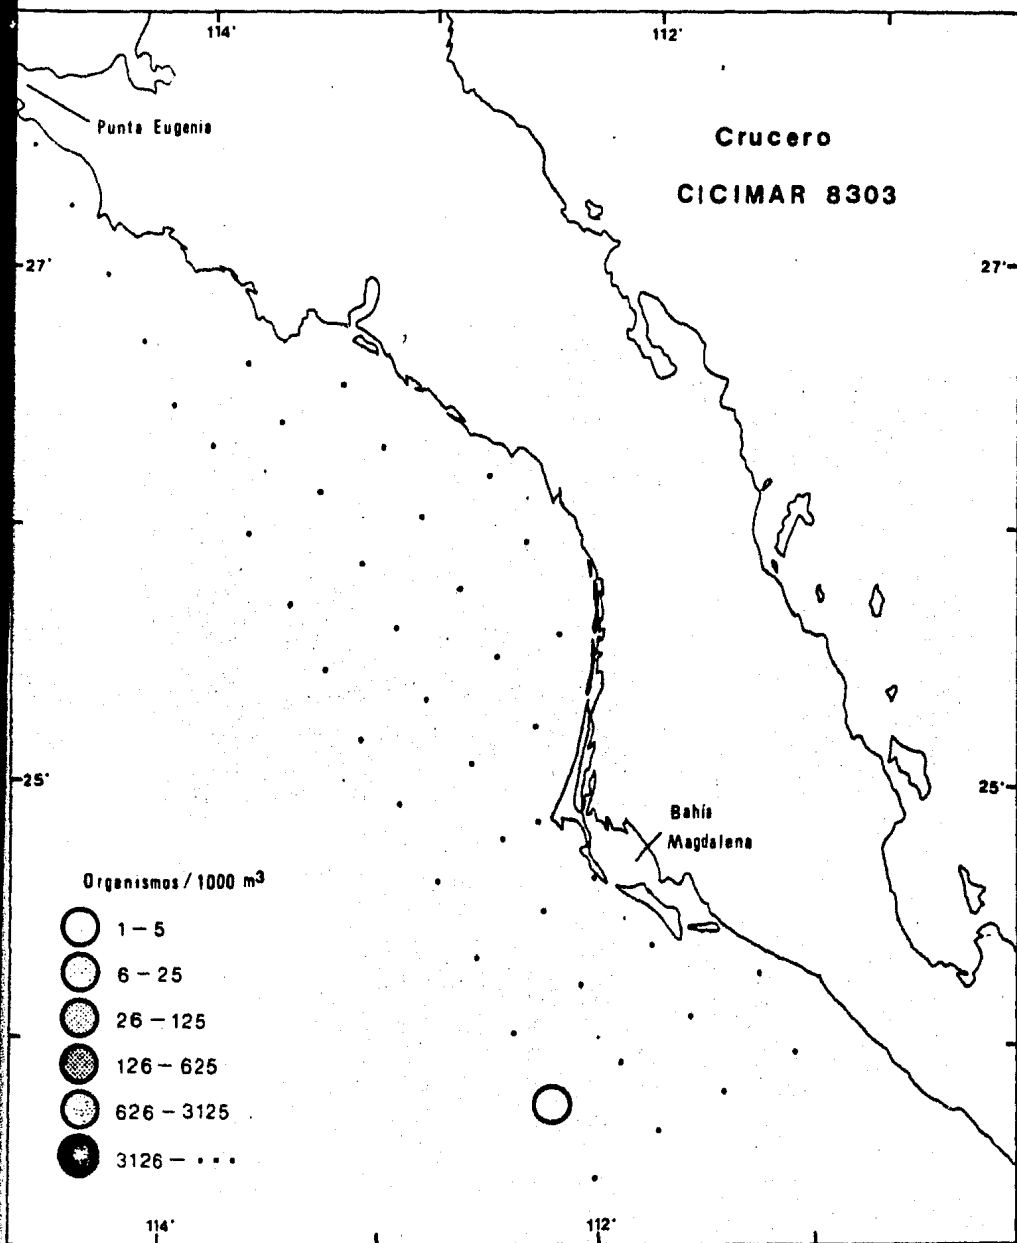 114'
112'
Punta Eugenia
Crucero
CICIMAR 8303
27'
27'
25'
25'
Bahía
Magdalena
Organismos / 1000 m³
1 – 5
6 – 25
26 – 125
126 – 625
626 – 3125
3126 – • • •
114'
112'